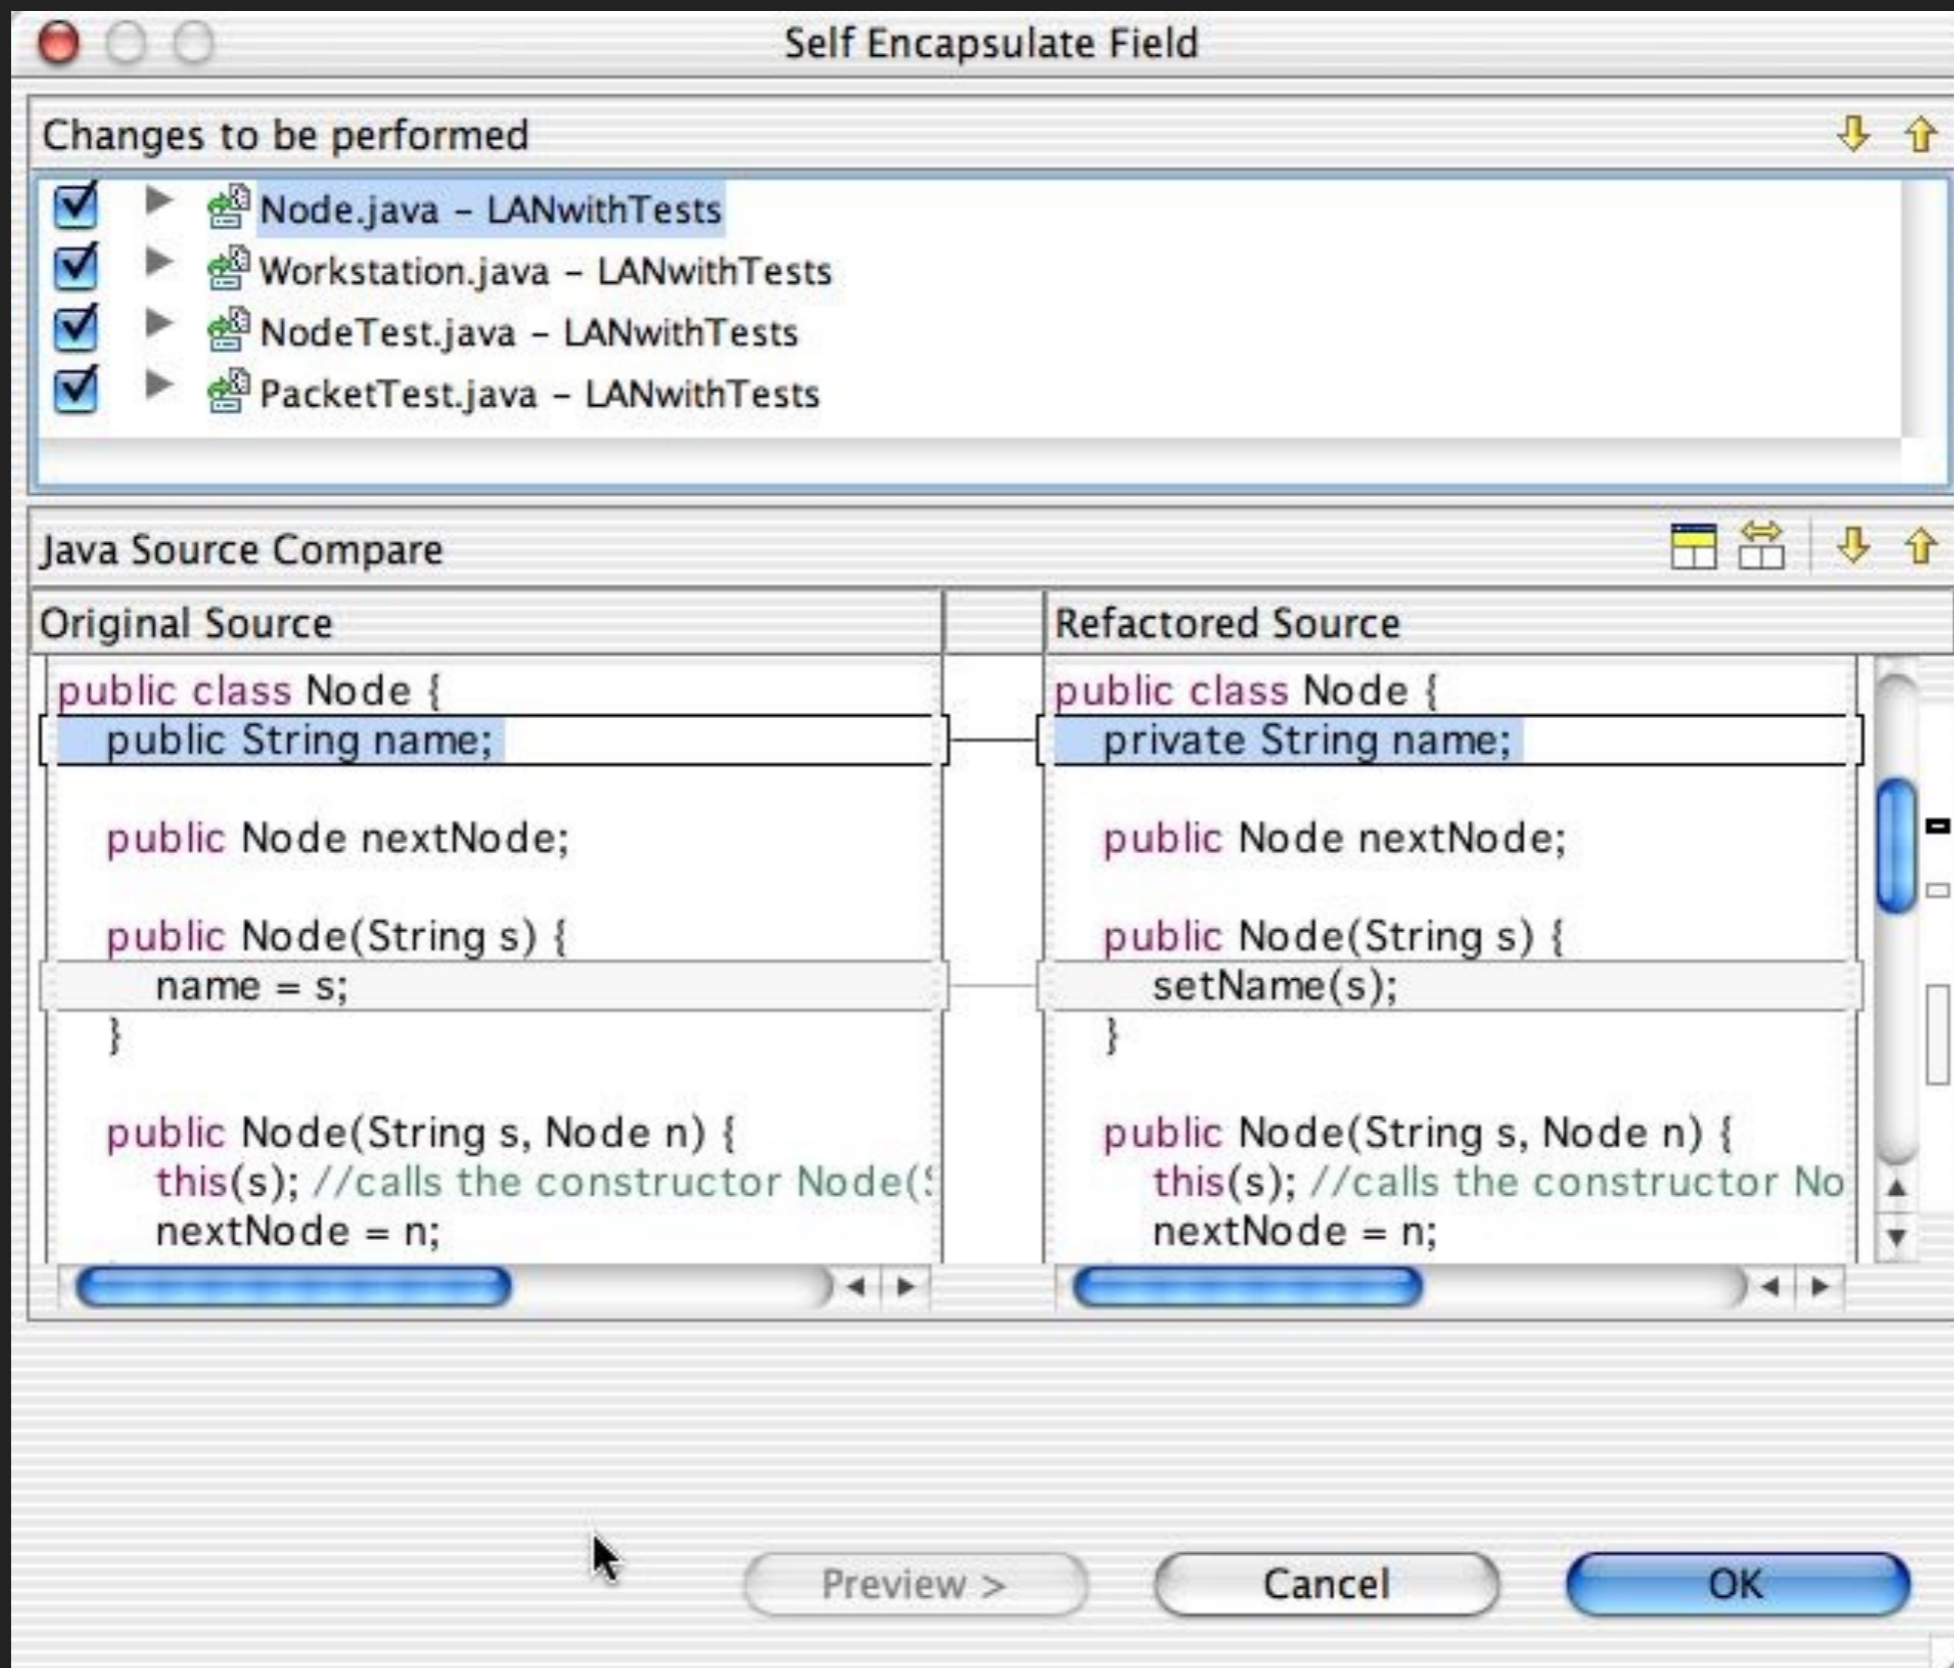 Self Encapsulate Field
Changes to be performed
Node.java – LANwithTests
Workstation.java – LANwithTests
NodeTest.java – LANwithTests
PacketTest.java – LANwithTests
Java Source Compare
Original Source
public class Node {
public String name;
public Node nextNode;
public Node(String s) {
name = s;
}
public Node(String s, Node n) {
this(s); //calls the constructor Node(
nextNode = n;
Refactored Source
public class Node {
private String name;
public Node nextNode;
public Node(String s) {
setName(s);
}
public Node(String s, Node n) {
this(s); //calls the constructor No
nextNode = n;
Preview >
Cancel
OK